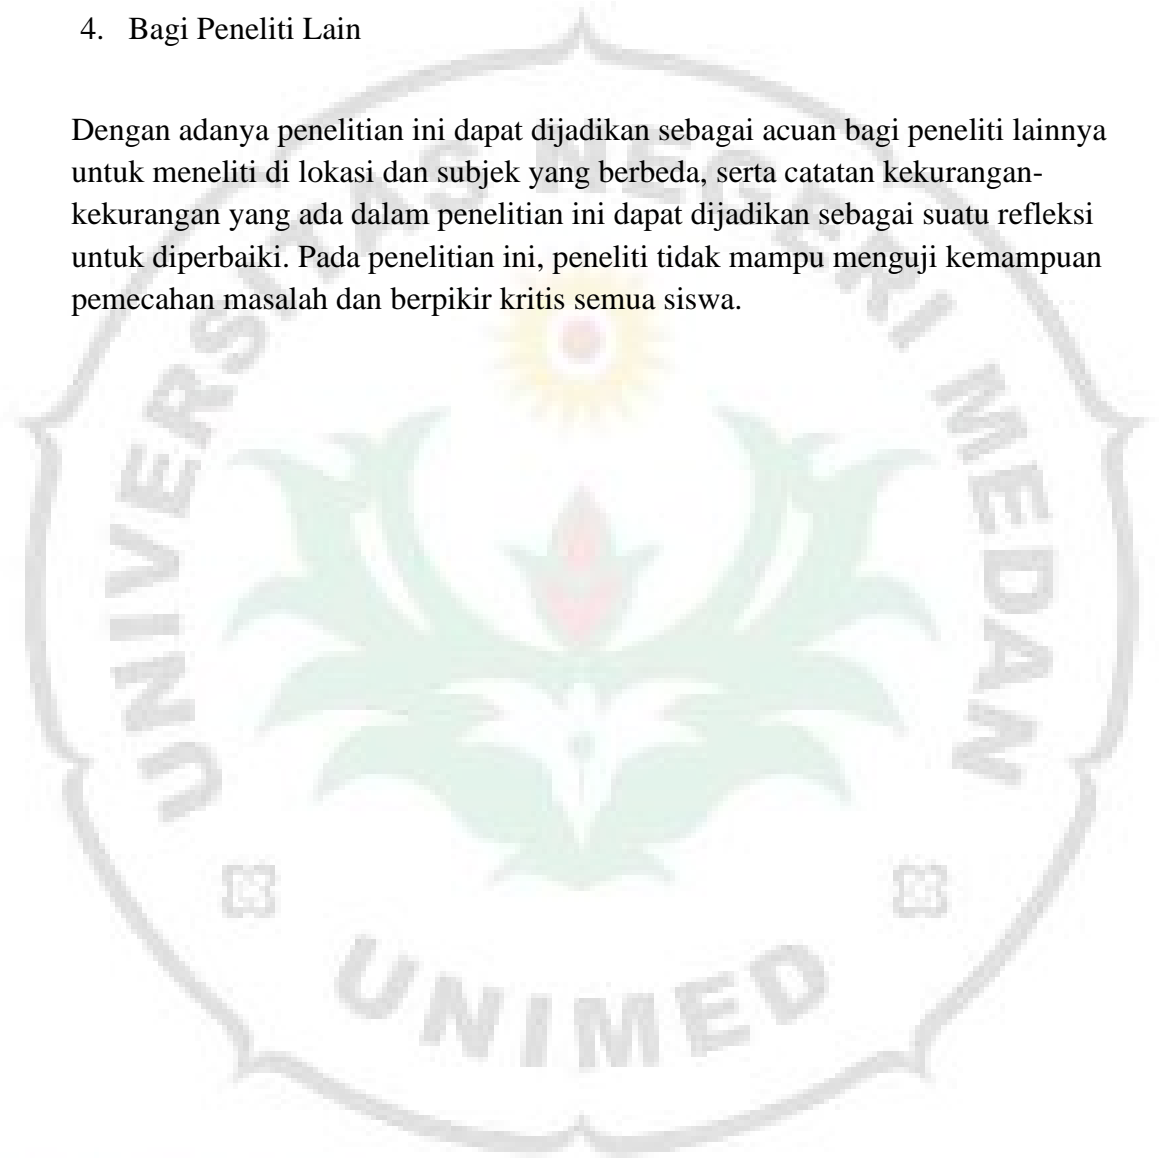 4. Bagi Peneliti Lain
Dengan adanya penelitian ini dapat dijadikan sebagai acuan bagi peneliti lainnya
untuk meneliti di lokasi dan subjek yang berbeda, serta catatan kekurangan-
kekurangan yang ada dalam penelitian ini dapat dijadikan sebagai suatu refleksi
untuk diperbaiki. Pada penelitian ini, peneliti tidak mampu menguji kemampuan
pemecahan masalah dan berpikir kritis semua siswa.
UNIVERSITAS NEGERI MEDAN
UNIMED